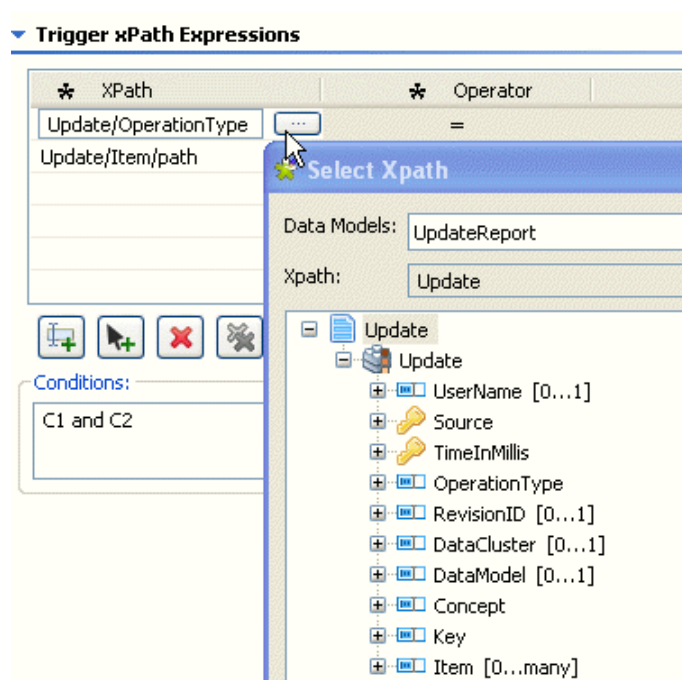 Trigger xPath Expressions
XPath Operator
Update/OperationType ... =
Update/Item/path
Select Xpath
Data Models: UpdateReport
Xpath: Update
Update
Update
UserName [0...1]
Source
TimeInMillis
OperationType
RevisionID [0...1]
DataCluster [0...1]
DataModel [0...1]
Concept
Key
Item [0...many]
Conditions:
C1 and C2